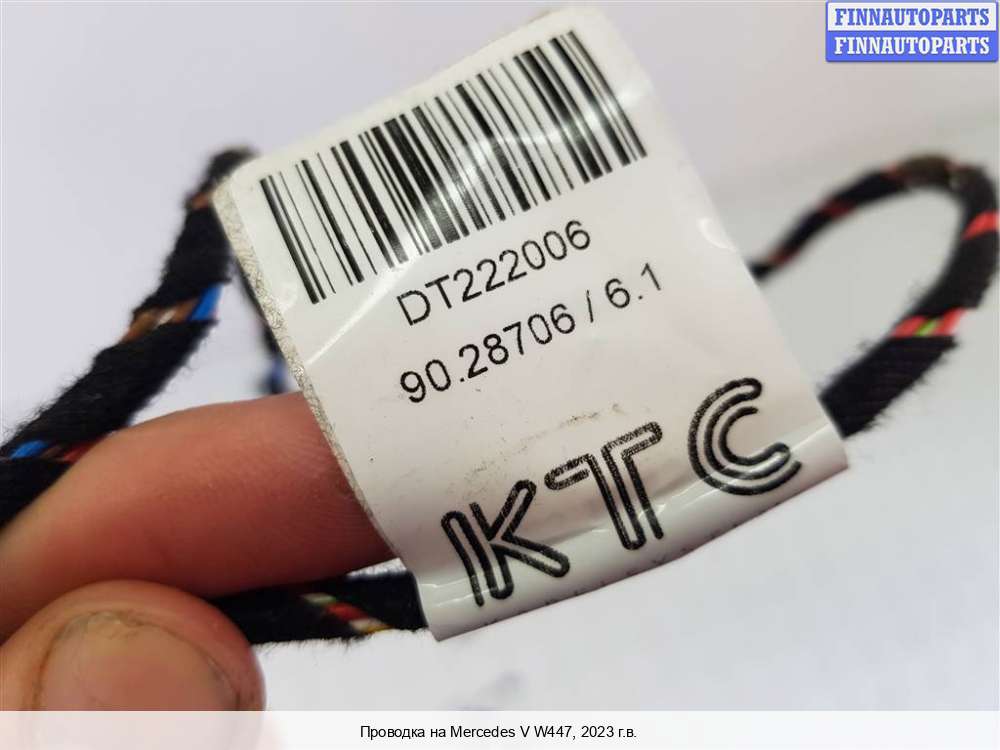 FINNAUTOPARTS
FINNAUTOPARTS
DT222006
90.28706 / 6.1
KTC
Проводка на Mercedes V W447, 2023 г.в.